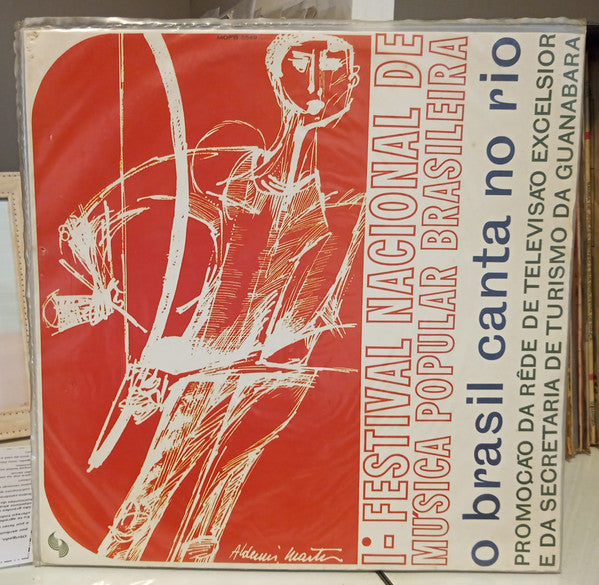 I· FESTIVAL NACIONAL DE
MÚSICA POPULAR BRASILEIRA
o brasil canta no rio
PROMOÇÃO DA RÊDE DE TELEVISÃO EXCELSIOR
E DA SECRETARIA DE TURISMO DA GUANABARA
Aldemir Martins